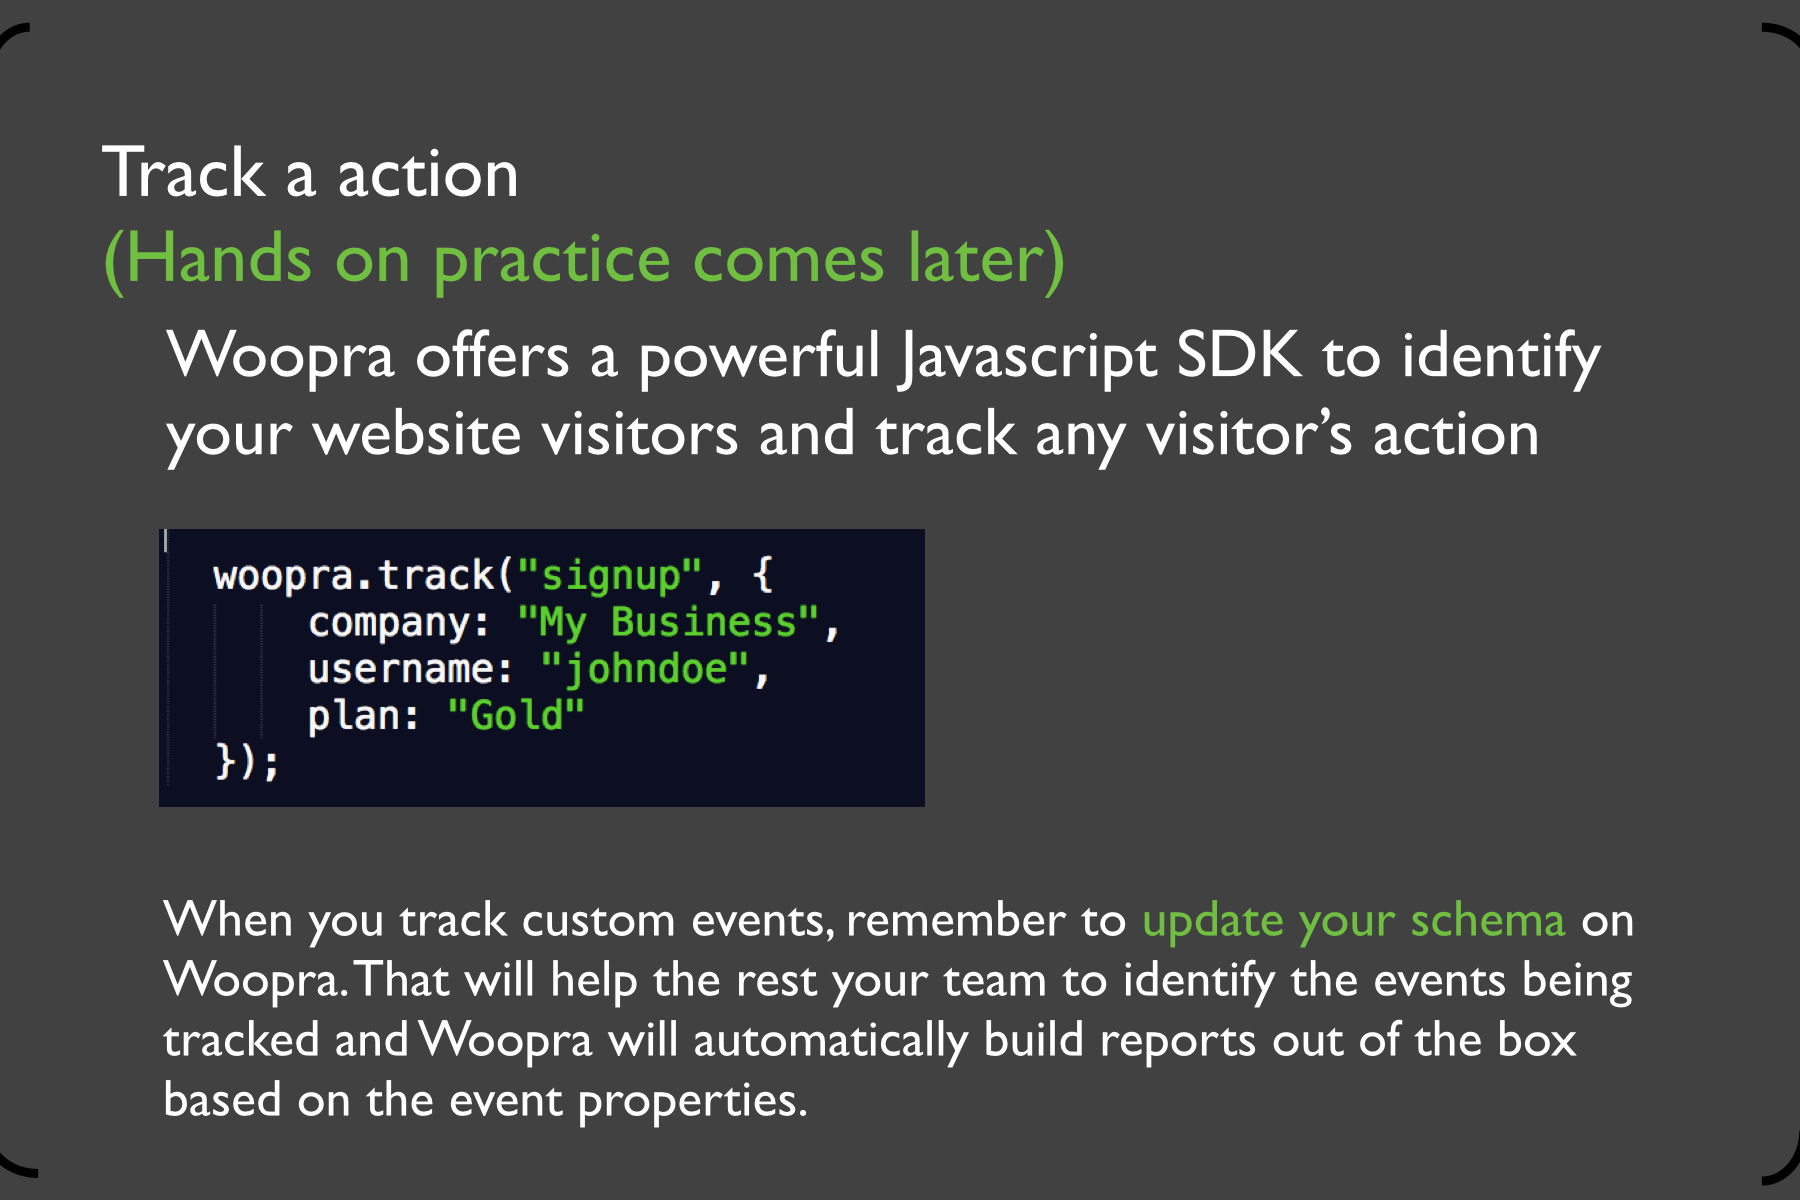 Track a action
(Hands on practice comes later)
Woopra offers a powerful Javascript SDK to identify
your website visitors and track any visitor’s action
woopra.track("signup", {
company: "My Business",
username: "johndoe",
plan: "Gold"
});
When you track custom events, remember to update your schema on
Woopra. That will help the rest your team to identify the events being
tracked and Woopra will automatically build reports out of the box
based on the event properties.